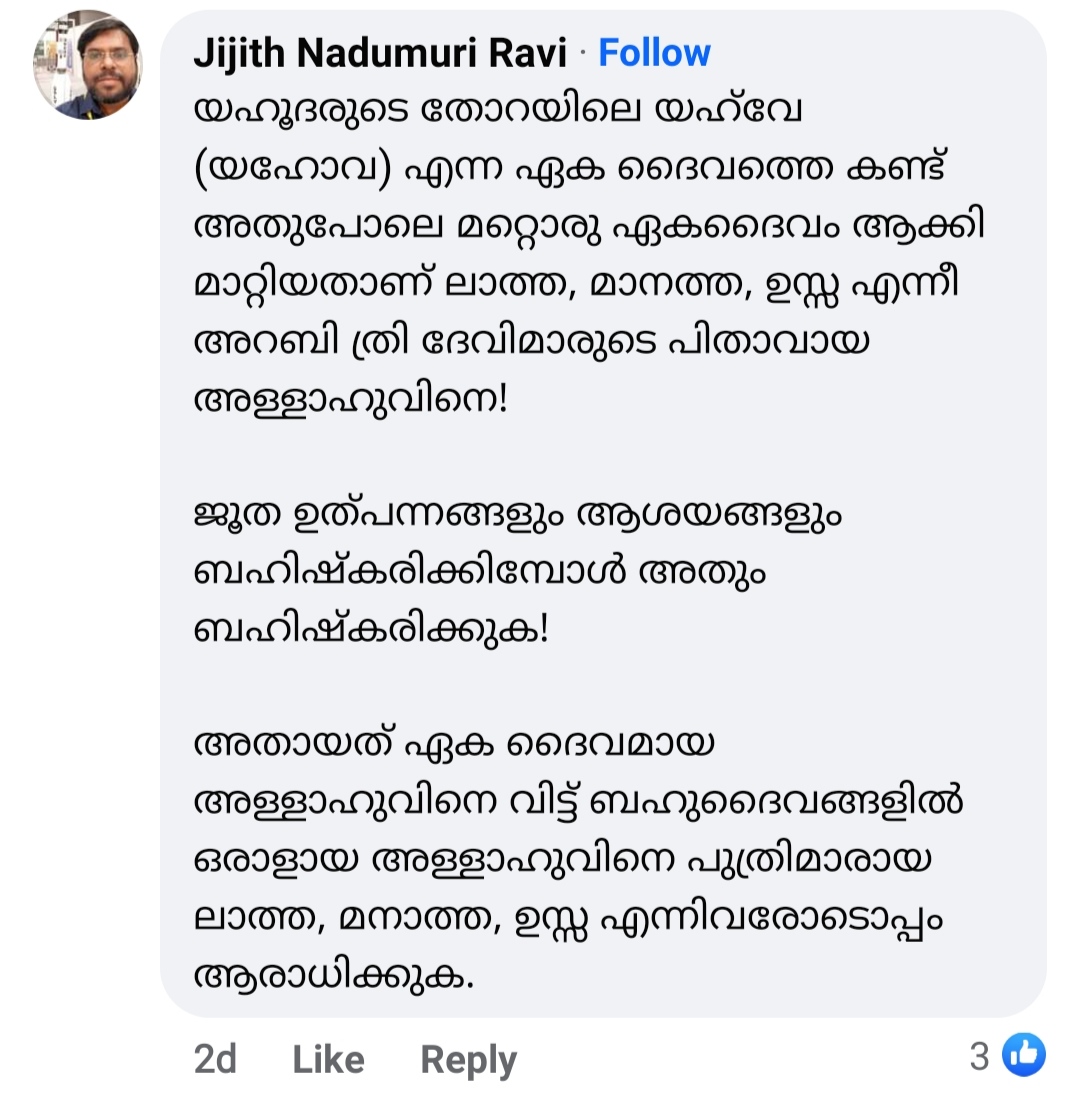 Jijith Nadumuri Ravi · Follow
യഹൂദരുടെ തോറയിലെ യഹ്‌വേ
(യഹോവ) എന്ന ഏക ദൈവത്തെ കണ്ട്
അതുപോലെ മറ്റൊരു ഏകദൈവം ആക്കി
മാറ്റിയതാണ് ലാത്ത, മാനത്ത, ഉസ്സ എന്നീ
അറബി ത്രി ദേവിമാരുടെ പിതാവായ
അള്ളാഹുവിനെ!
ജൂത ഉത്പന്നങ്ങളും ആശയങ്ങളും
ബഹിഷ്കരിക്കിമ്പോൾ അതും
ബഹിഷ്കരിക്കുക!
അതായത് ഏക ദൈവമായ
അള്ളാഹുവിനെ വിട്ട് ബഹുദൈവങ്ങളിൽ
ഒരാളായ അള്ളാഹുവിനെ പുത്രിമാരായ
ലാത്ത, മനാത്ത, ഉസ്സ എന്നിവരോടൊപ്പം
ആരാധിക്കുക.
2d Like Reply 3